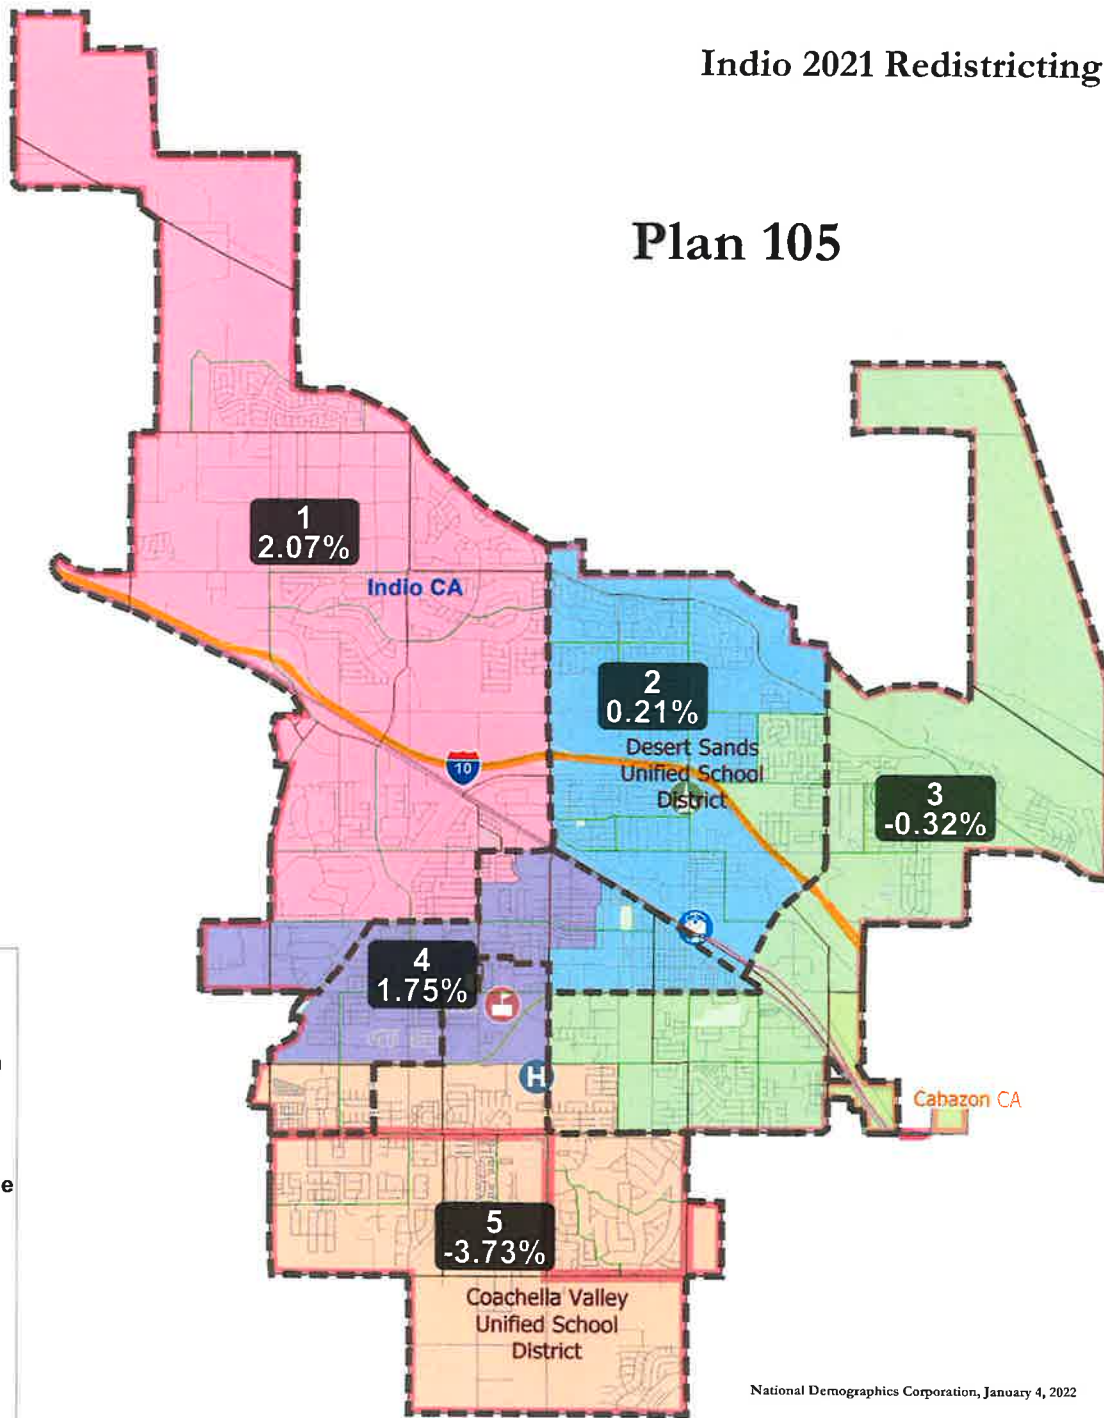 Indio 2021 Redistricting
Plan 105
1
2.07%
Indio CA
2
0.21%
Desert Sands
Unified School
District
10
3
-0.32%
4
1.75%
H
Cabazon CA
e
5
-3.73%
Coachella Valley
Unified School
District
National Demographics Corporation, January 4, 2022